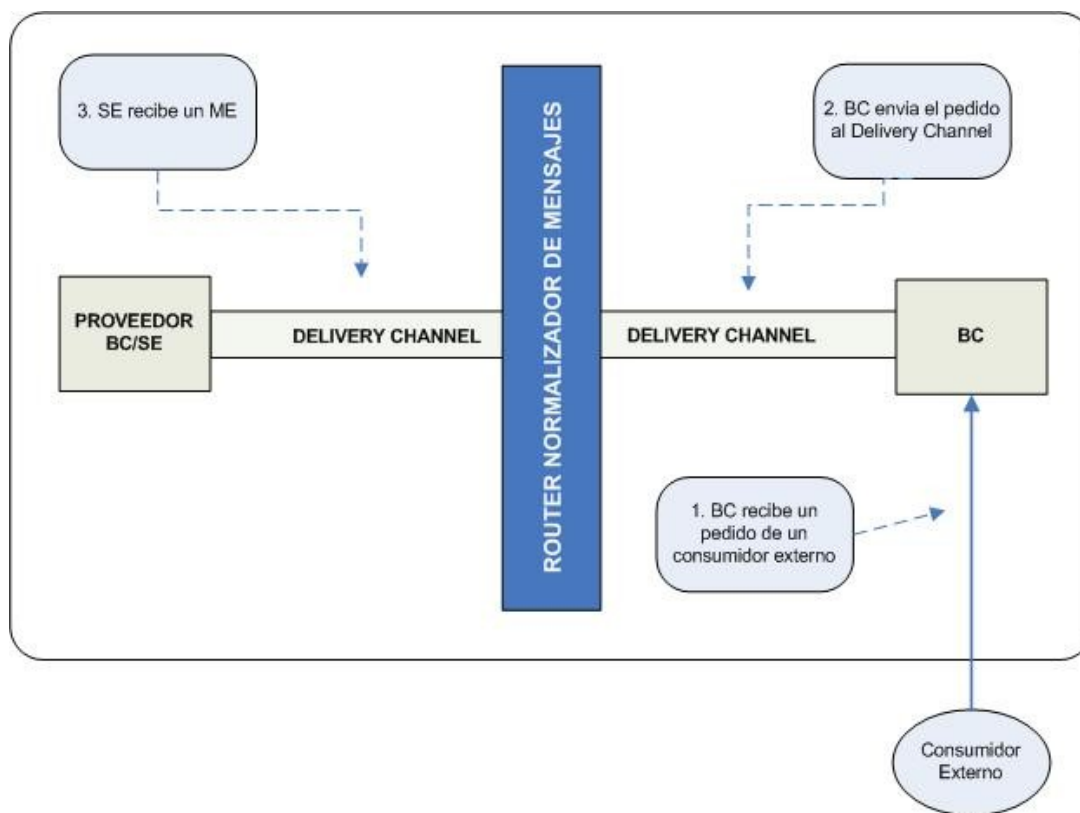 3. SE recibe un ME
2. BC envia el pedido
al Delivery Channel
ROUTER NORMALIZADOR DE MENSAJES
PROVEEDOR
BC/SE
DELIVERY CHANNEL
DELIVERY CHANNEL
BC
1. BC recibe un
pedido de un
consumidor externo
Consumidor
Externo